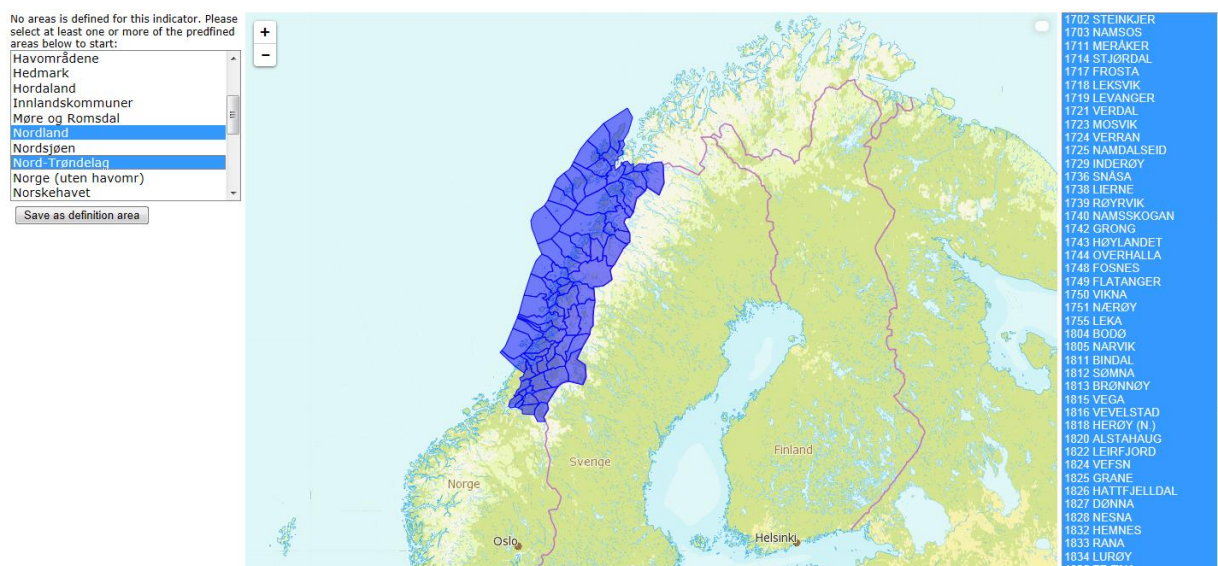 No areas is defined for this indicator. Please
select at least one or more of the predfined
areas below to start:
Havområdene
Hedmark
Hordaland
Innlandskommuner
Møre og Romsdal
Nordland
Nordsjøen
Nord-Trøndelag
Norge (uten havomr)
Norskehavet
Save as definition area
+
−
Sverige
Finland
Norge
Oslo
Helsinki
1702 STEINKJER
1703 NAMSOS
1711 MERÅKER
1714 STJØRDAL
1717 FROSTA
1718 LEKSVIK
1719 LEVANGER
1721 VERDAL
1723 MOSVIK
1724 VERRAN
1725 NAMDALSEID
1729 INDERØY
1736 SNÅSA
1738 LIERNE
1739 RØYRVIK
1740 NAMSSKOGAN
1742 GRONG
1743 HØYLANDET
1744 OVERHALLA
1748 FOSNES
1749 FLATANGER
1750 VIKNA
1751 NÆRØY
1755 LEKA
1804 BODØ
1805 NARVIK
1811 BINDAL
1812 SØMNA
1813 BRØNNØY
1815 VEGA
1816 VEVELSTAD
1818 HERØY (N.)
1820 ALSTAHAUG
1822 LEIRFJORD
1824 VEFSN
1825 GRANE
1826 HATTFJELLDAL
1827 DØNNA
1828 NESNA
1832 HEMNES
1833 RANA
1834 LURØY